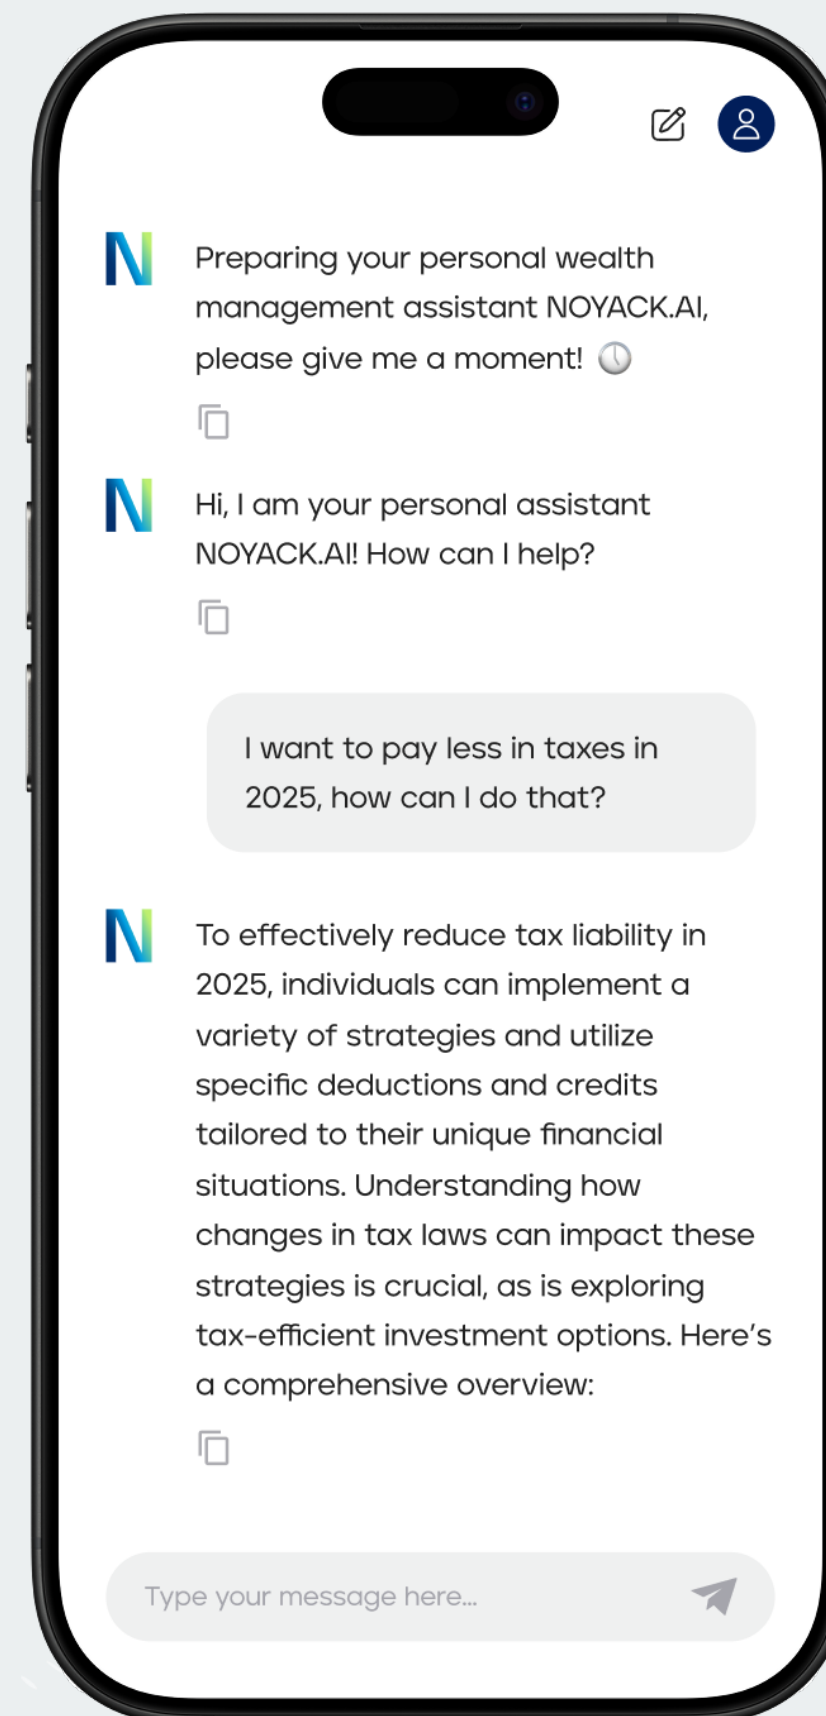 N
Preparing your personal wealth
management assistant NOYACK.AI,
please give me a moment!
N
Hi, I am your personal assistant
NOYACK.AI! How can I help?
I want to pay less in taxes in
2025, how can I do that?
N
To effectively reduce tax liability in
2025, individuals can implement a
variety of strategies and utilize
specific deductions and credits
tailored to their unique financial
situations. Understanding how
changes in tax laws can impact these
strategies is crucial, as is exploring
tax-efficient investment options. Here's
a comprehensive overview:
Type your message here...